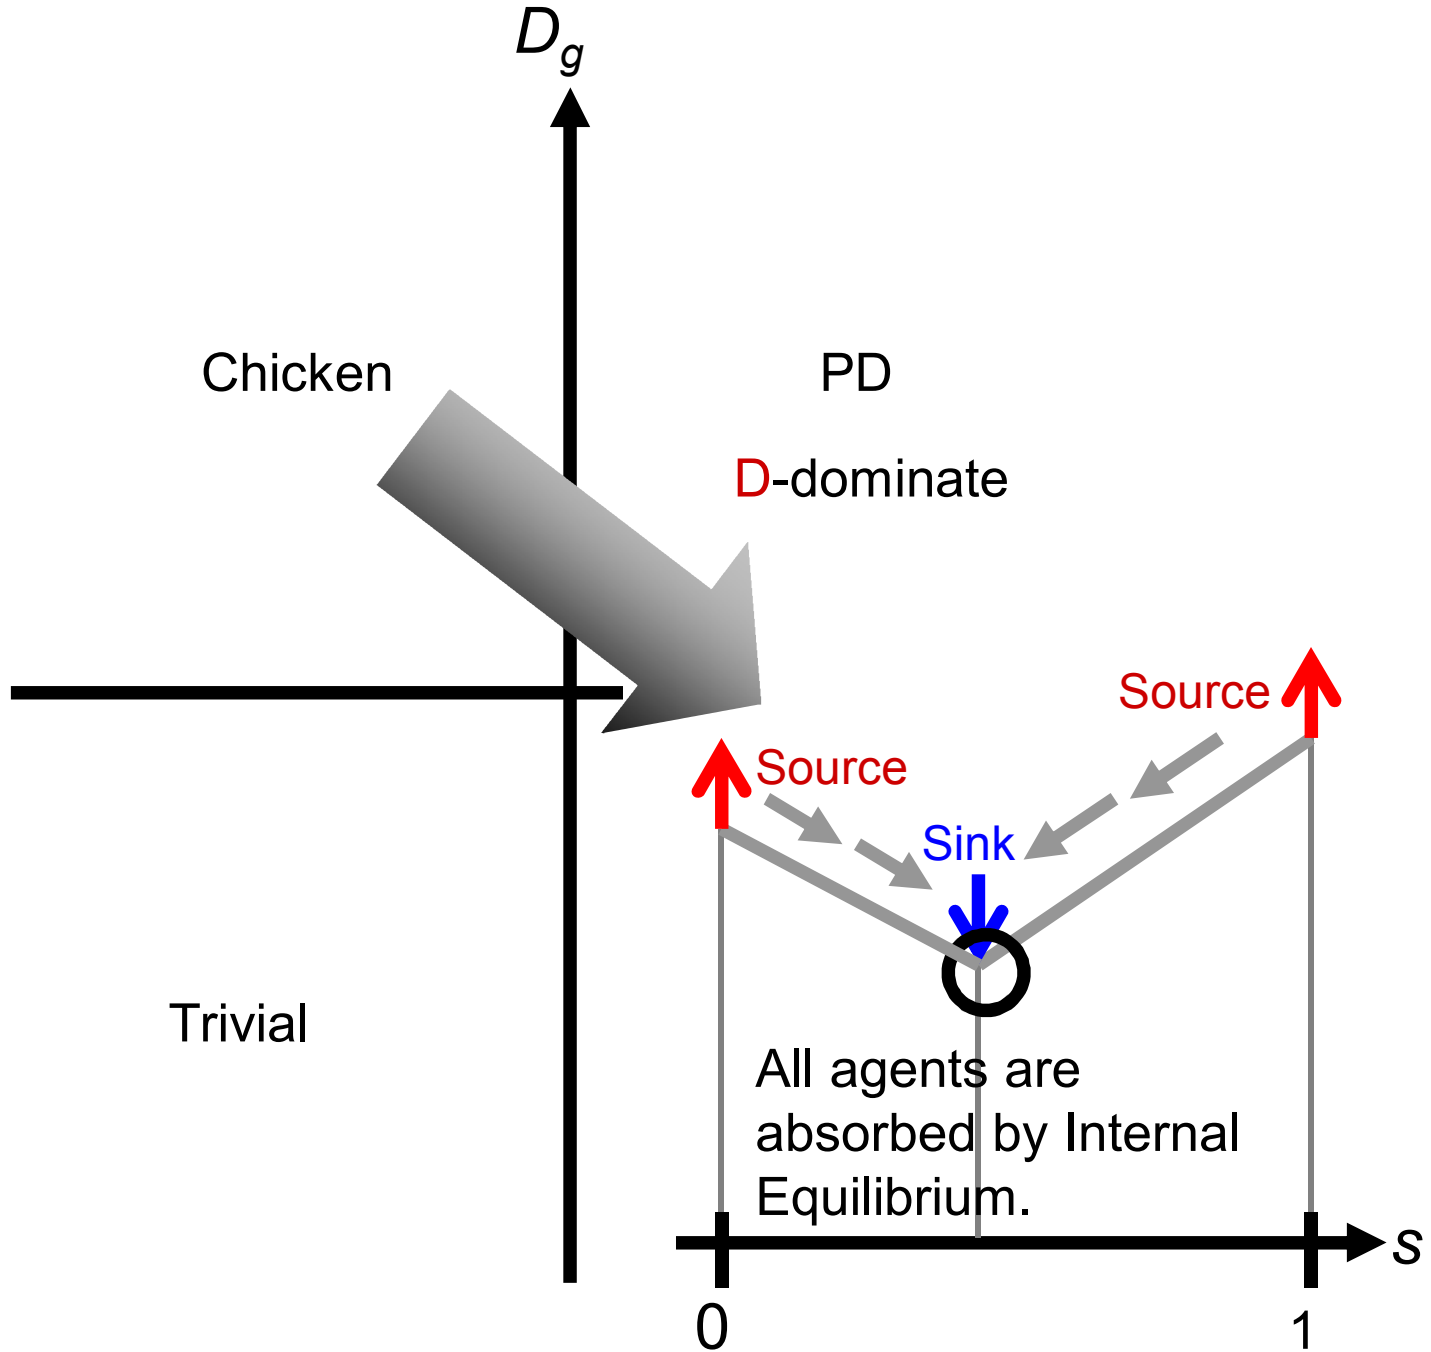 Dg
Chicken
PD
D-dominate
Source
Source
Sink
Trivial
All agents are
absorbed by Internal
Equilibrium.
s
0
1